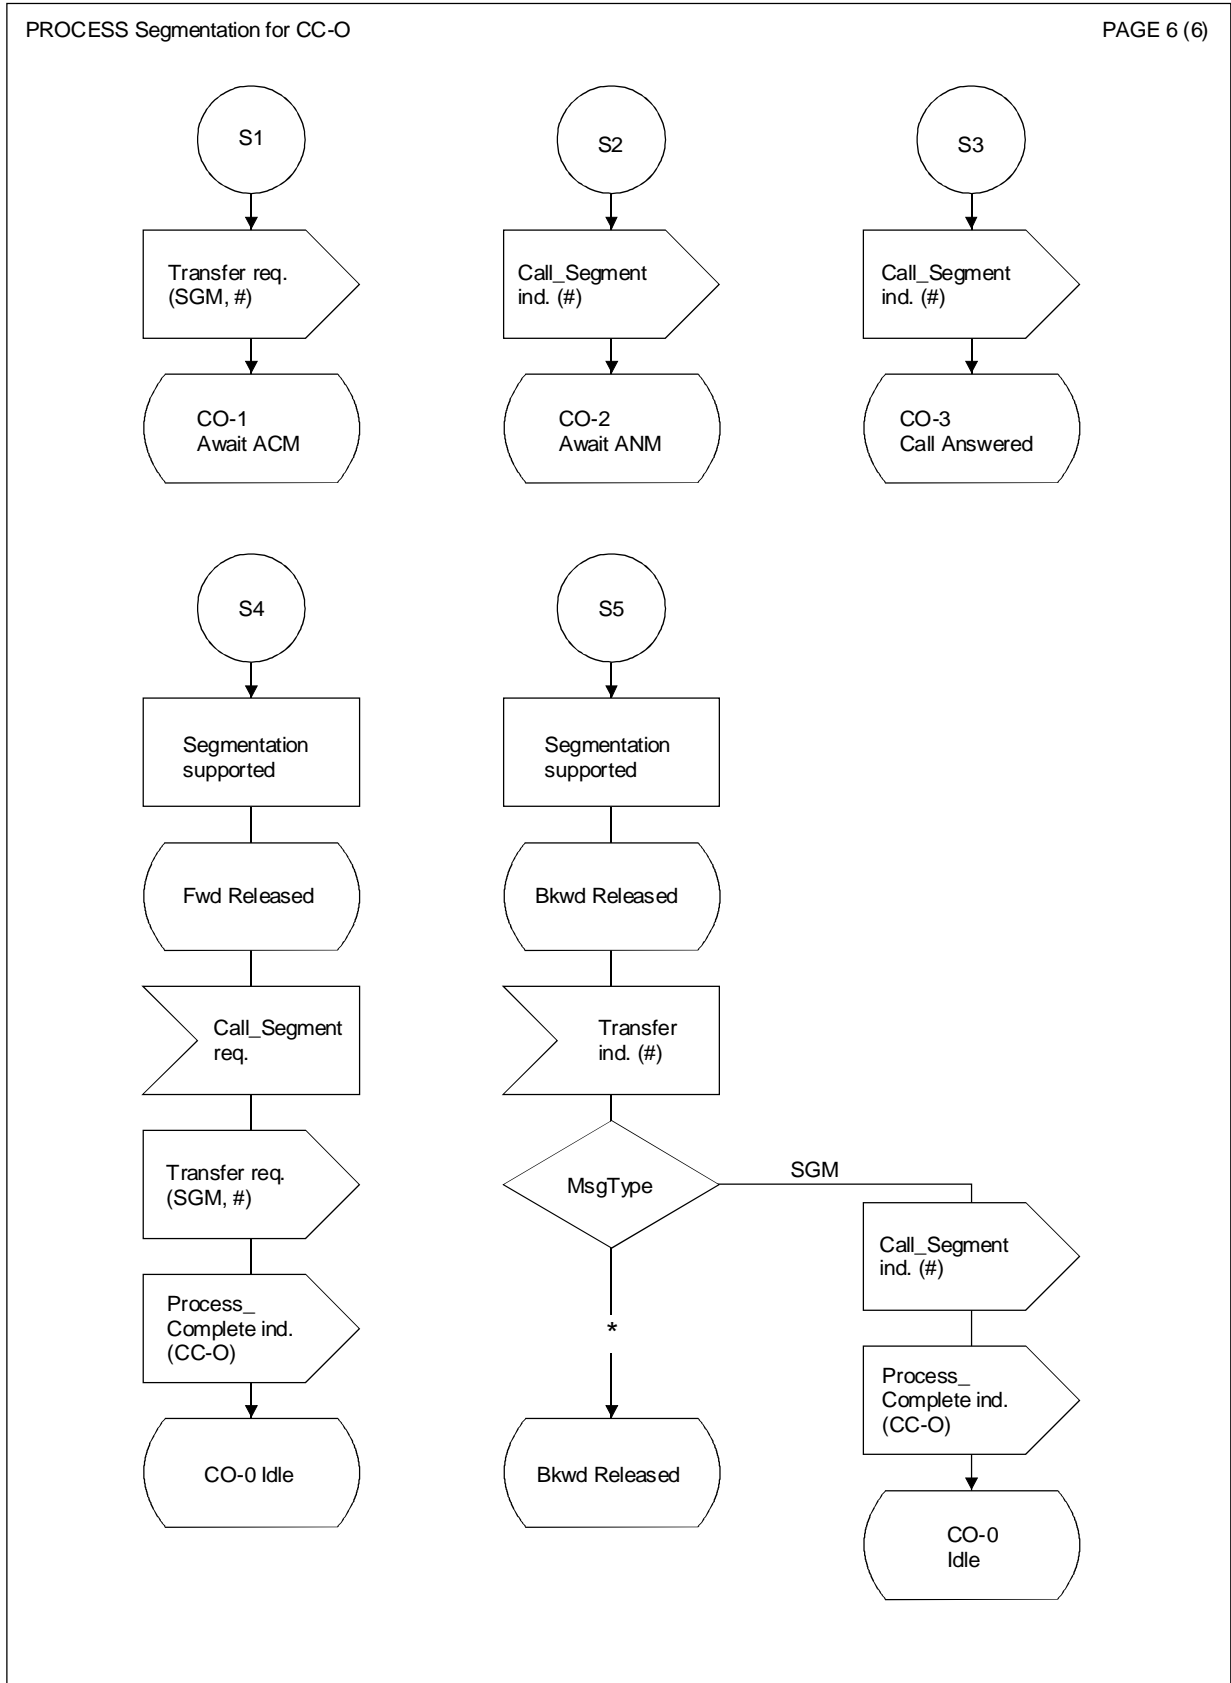 PROCESS Segmentation for CC-O
PAGE 6 (6)
S1
S2
S3
Transfer req.
(SGM, #)
Call_Segment
ind. (#)
Call_Segment
ind. (#)
CO-1
Await ACM
CO-2
Await ANM
CO-3
Call Answered
S4
S5
Segmentation
supported
Segmentation
supported
Fwd Released
Bkwd Released
Call_Segment
req.
Transfer
ind. (#)
Transfer req.
(SGM, #)
MsgType
SGM
Call_Segment
ind. (#)
Process_
Complete ind.
(CC-O)
*
Process_
Complete ind.
(CC-O)
CO-0 Idle
Bkwd Released
CO-0
Idle